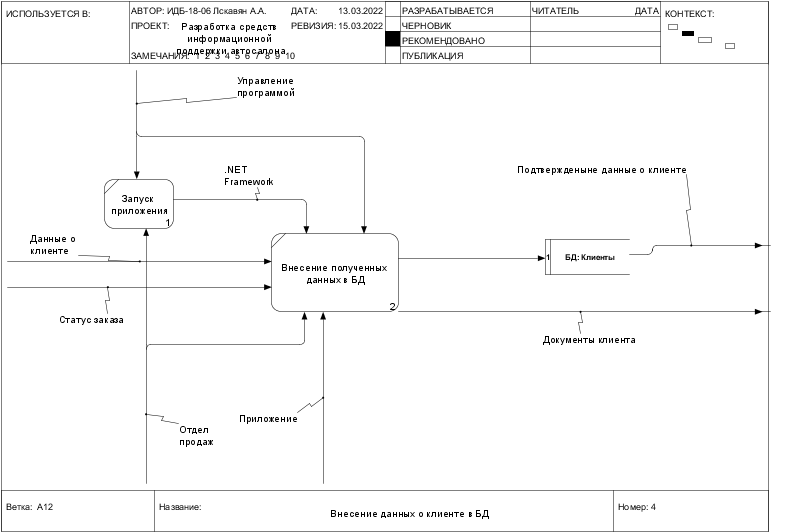 ИСПОЛЬЗУЕТСЯ В:
АВТОР: ИДБ-18-06 Лскавян А.А.
ДАТА: 13.03.2022
ПРОЕКТ: Разработка средств
информационной
поддержки автосалона
РЕВИЗИЯ: 15.03.2022
ЗАМЕЧАНИЯ: 1 2 3 4 5 6 7 8 9 10
РАЗРАБАТЫВАЕТСЯ
ЧЕРНОВИК
РЕКОМЕНДОВАНО
ПУБЛИКАЦИЯ
ЧИТАТЕЛЬ ДАТА
КОНТЕКСТ:
Управление
программой
.NET
Framework
Подтвержденыне данные о клиенте
Запуск
приложения
1
Данные о
клиенте
Внесение полученных
данных в БД
2
1 БД: Клиенты
Статус заказа
Документы клиента
Приложение
Отдел
продаж
Ветка: A12
Название:
Внесение данных о клиенте в БД
Номер: 4